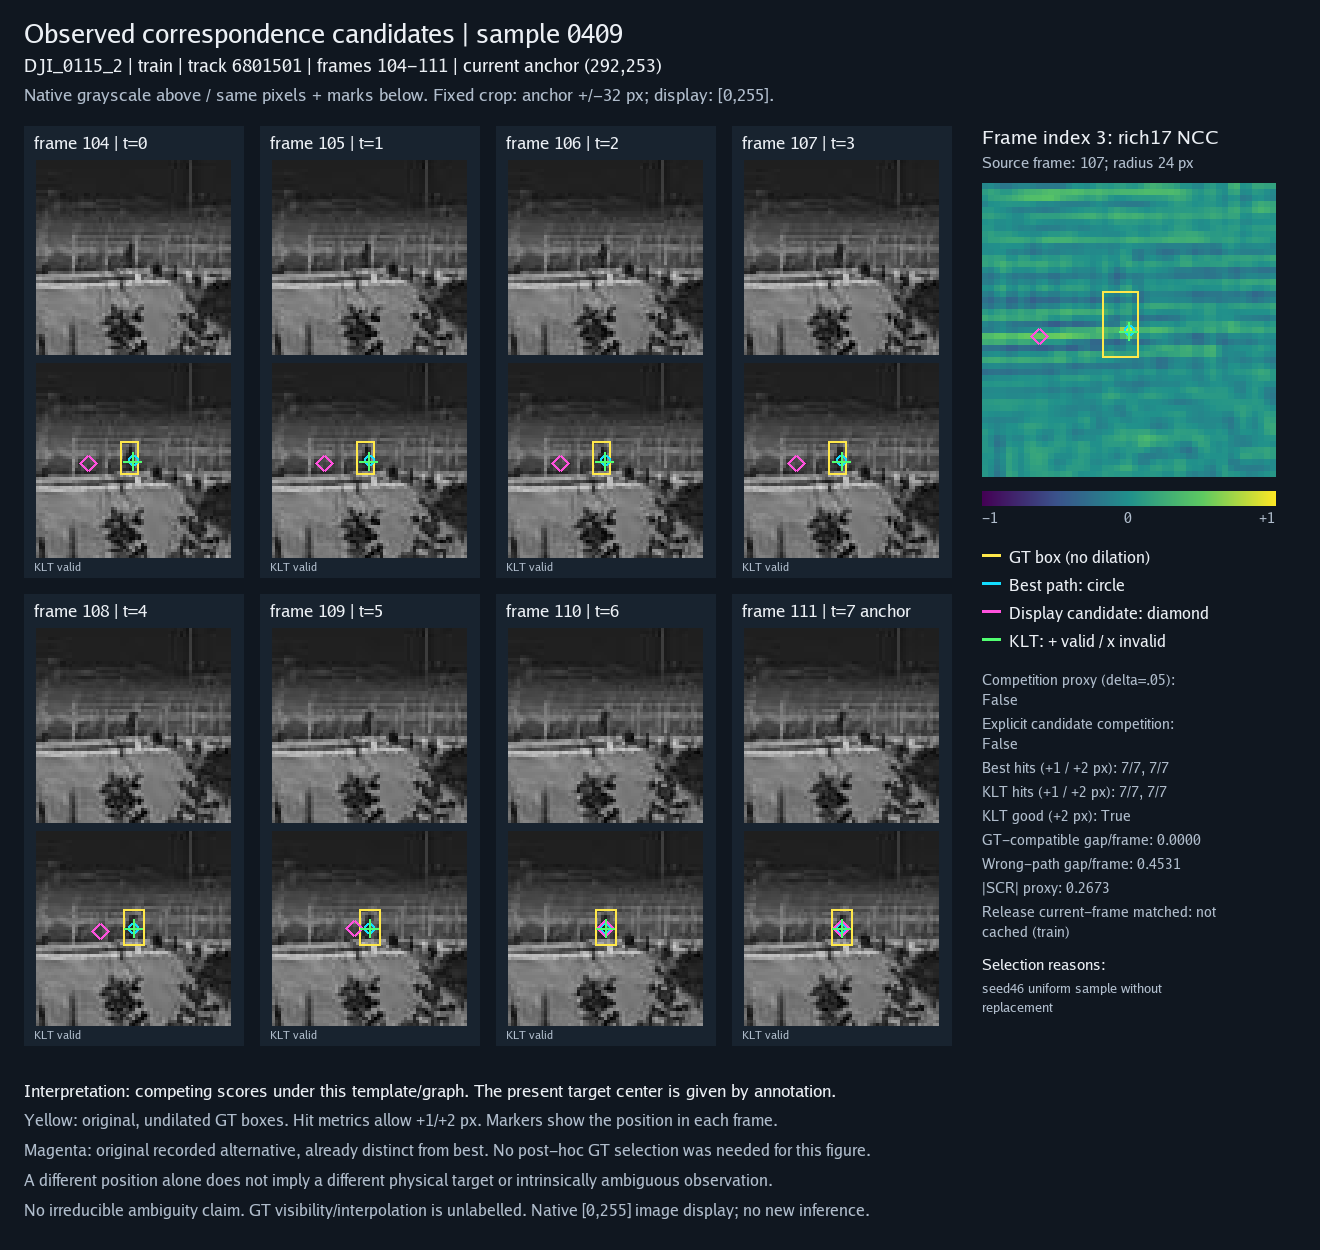 Observed correspondence candidates | sample 0409
DJI_0115_2 | train | track 6801501 | frames 104–111 | current anchor (292,253)
Native grayscale above / same pixels + marks below. Fixed crop: anchor +/–32 px; display: [0,255].
frame 104 | t=0
frame 105 | t=1
frame 106 | t=2
frame 107 | t=3
KLT valid
KLT valid
KLT valid
KLT valid
frame 108 | t=4
frame 109 | t=5
frame 110 | t=6
frame 111 | t=7 anchor
KLT valid
KLT valid
KLT valid
KLT valid
Frame index 3: rich17 NCC
Source frame: 107; radius 24 px
−1 0 +1
GT box (no dilation)
Best path: circle
Display candidate: diamond
KLT: + valid / x invalid
Competition proxy (delta=.05):
False
Explicit candidate competition:
False
Best hits (+1 / +2 px): 7/7, 7/7
KLT hits (+1 / +2 px): 7/7, 7/7
KLT good (+2 px): True
GT–compatible gap/frame: 0.0000
Wrong–path gap/frame: 0.4531
|SCR| proxy: 0.2673
Release current–frame matched: not
cached (train)
Selection reasons:
seed46 uniform sample without
replacement
Interpretation: competing scores under this template/graph. The present target center is given by annotation.
Yellow: original, undilated GT boxes. Hit metrics allow +1/+2 px. Markers show the position in each frame.
Magenta: original recorded alternative, already distinct from best. No post–hoc GT selection was needed for this figure.
A different position alone does not imply a different physical target or intrinsically ambiguous observation.
No irreducible ambiguity claim. GT visibility/interpolation is unlabelled. Native [0,255] image display; no new inference.